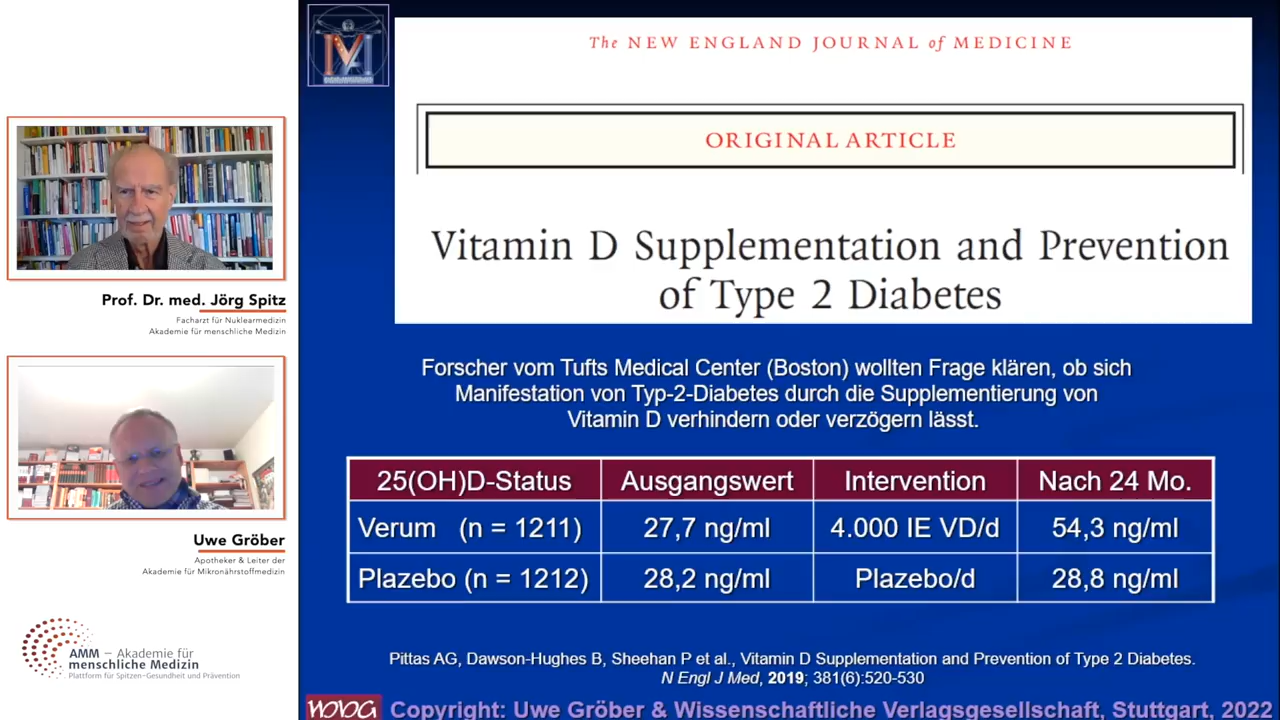 The NEW ENGLAND JOURNAL of MEDICINE
ORIGINAL ARTICLE
Vitamin D Supplementation and Prevention
of Type 2 Diabetes
Prof. Dr. med. Jörg Spitz
Facharzt für Nuklearmedizin
Akademie für menschliche Medizin
Uwe Gröber
Apotheker & Leiter der
Akademie für Mikronährstoffmedizin
AMM – Akademie für
menschliche Medizin
Plattform für Spitzen-Gesundheit und Prävention
Forscher vom Tufts Medical Center (Boston) wollten Frage klären, ob sich
Manifestation von Typ-2-Diabetes durch die Supplementierung von
Vitamin D verhindern oder verzögern lässt.
25(OH)D-Status Ausgangswert Intervention Nach 24 Mo.
Verum (n = 1211) 27,7 ng/ml 4.000 IE VD/d 54,3 ng/ml
Plazebo (n = 1212) 28,2 ng/ml Plazebo/d 28,8 ng/ml
Pittas AG, Dawson-Hughes B, Sheehan P et al., Vitamin D Supplementation and Prevention of Type 2 Diabetes.
N Engl J Med, 2019; 381(6):520-530
Copyright: Uwe Gröber & Wissenschaftliche Verlagsgesellschaft, Stuttgart, 2022